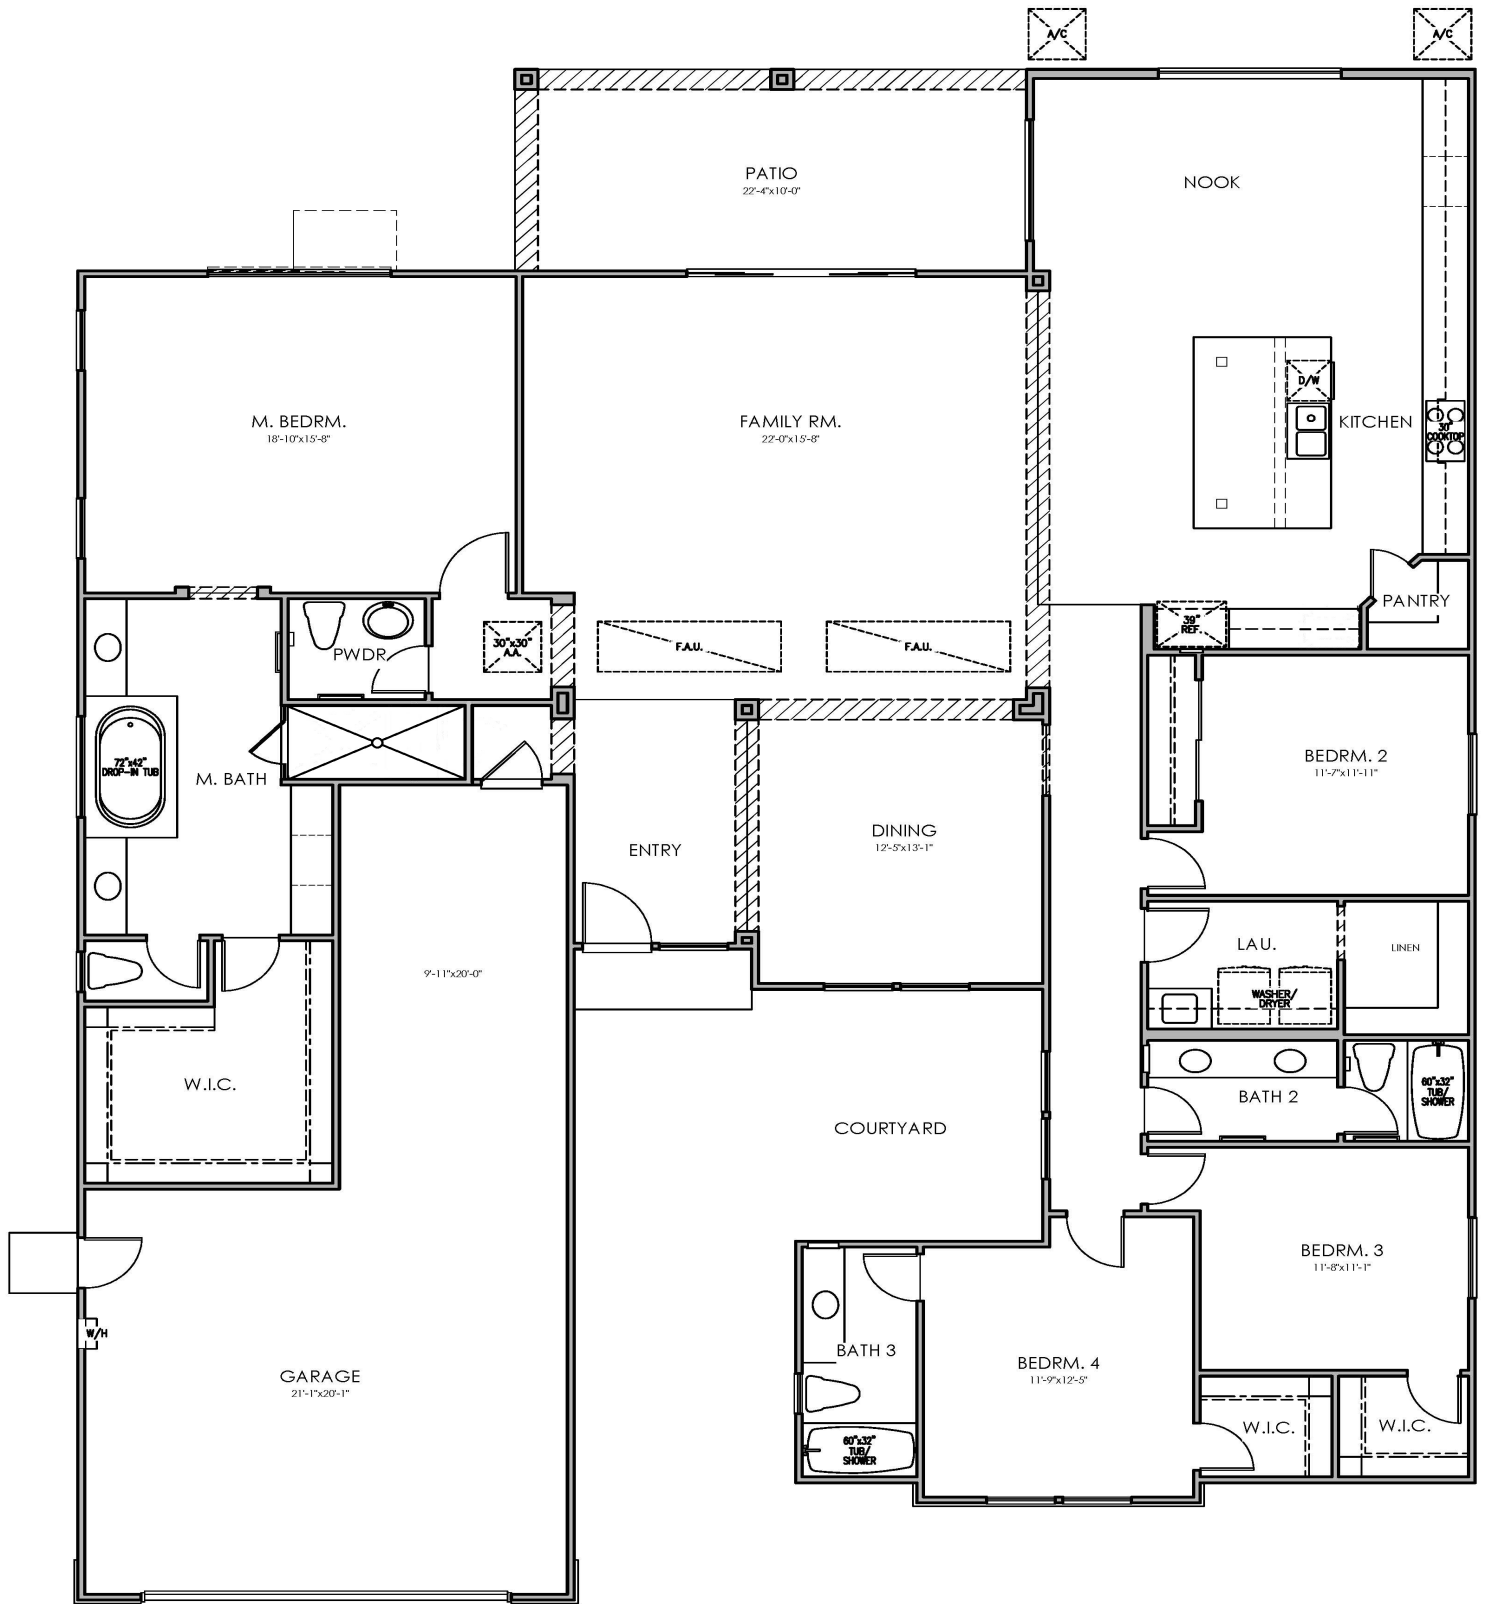 A/C
A/C
PATIO
22'-4"x10'-0"
NOOK
M. BEDRM.
18'-10"x15'-8"
FAMILY RM.
22'-0"x15'-8"
D/W
KITCHEN
30"
COOKTOP
PWDR
30"x30"
A.A.
F.A.U.
F.A.U.
39"
REF.
PANTRY
72"x42"
DROP-IN TUB
M. BATH
BEDRM. 2
11'-7"x11'-11"
ENTRY
DINING
12'-5"x13'-1"
9'-11"x20'-0"
LAU.
LINEN
WASHER/
DRYER
W.I.C.
COURTYARD
BATH 2
60"x32"
TUB/
SHOWER
BEDRM. 3
11'-8"x11'-1"
W/H
GARAGE
21'-1"x20'-1"
BATH 3
BEDRM. 4
11'-9"x12'-5"
W.I.C.
W.I.C.
60"x32"
TUB/
SHOWER